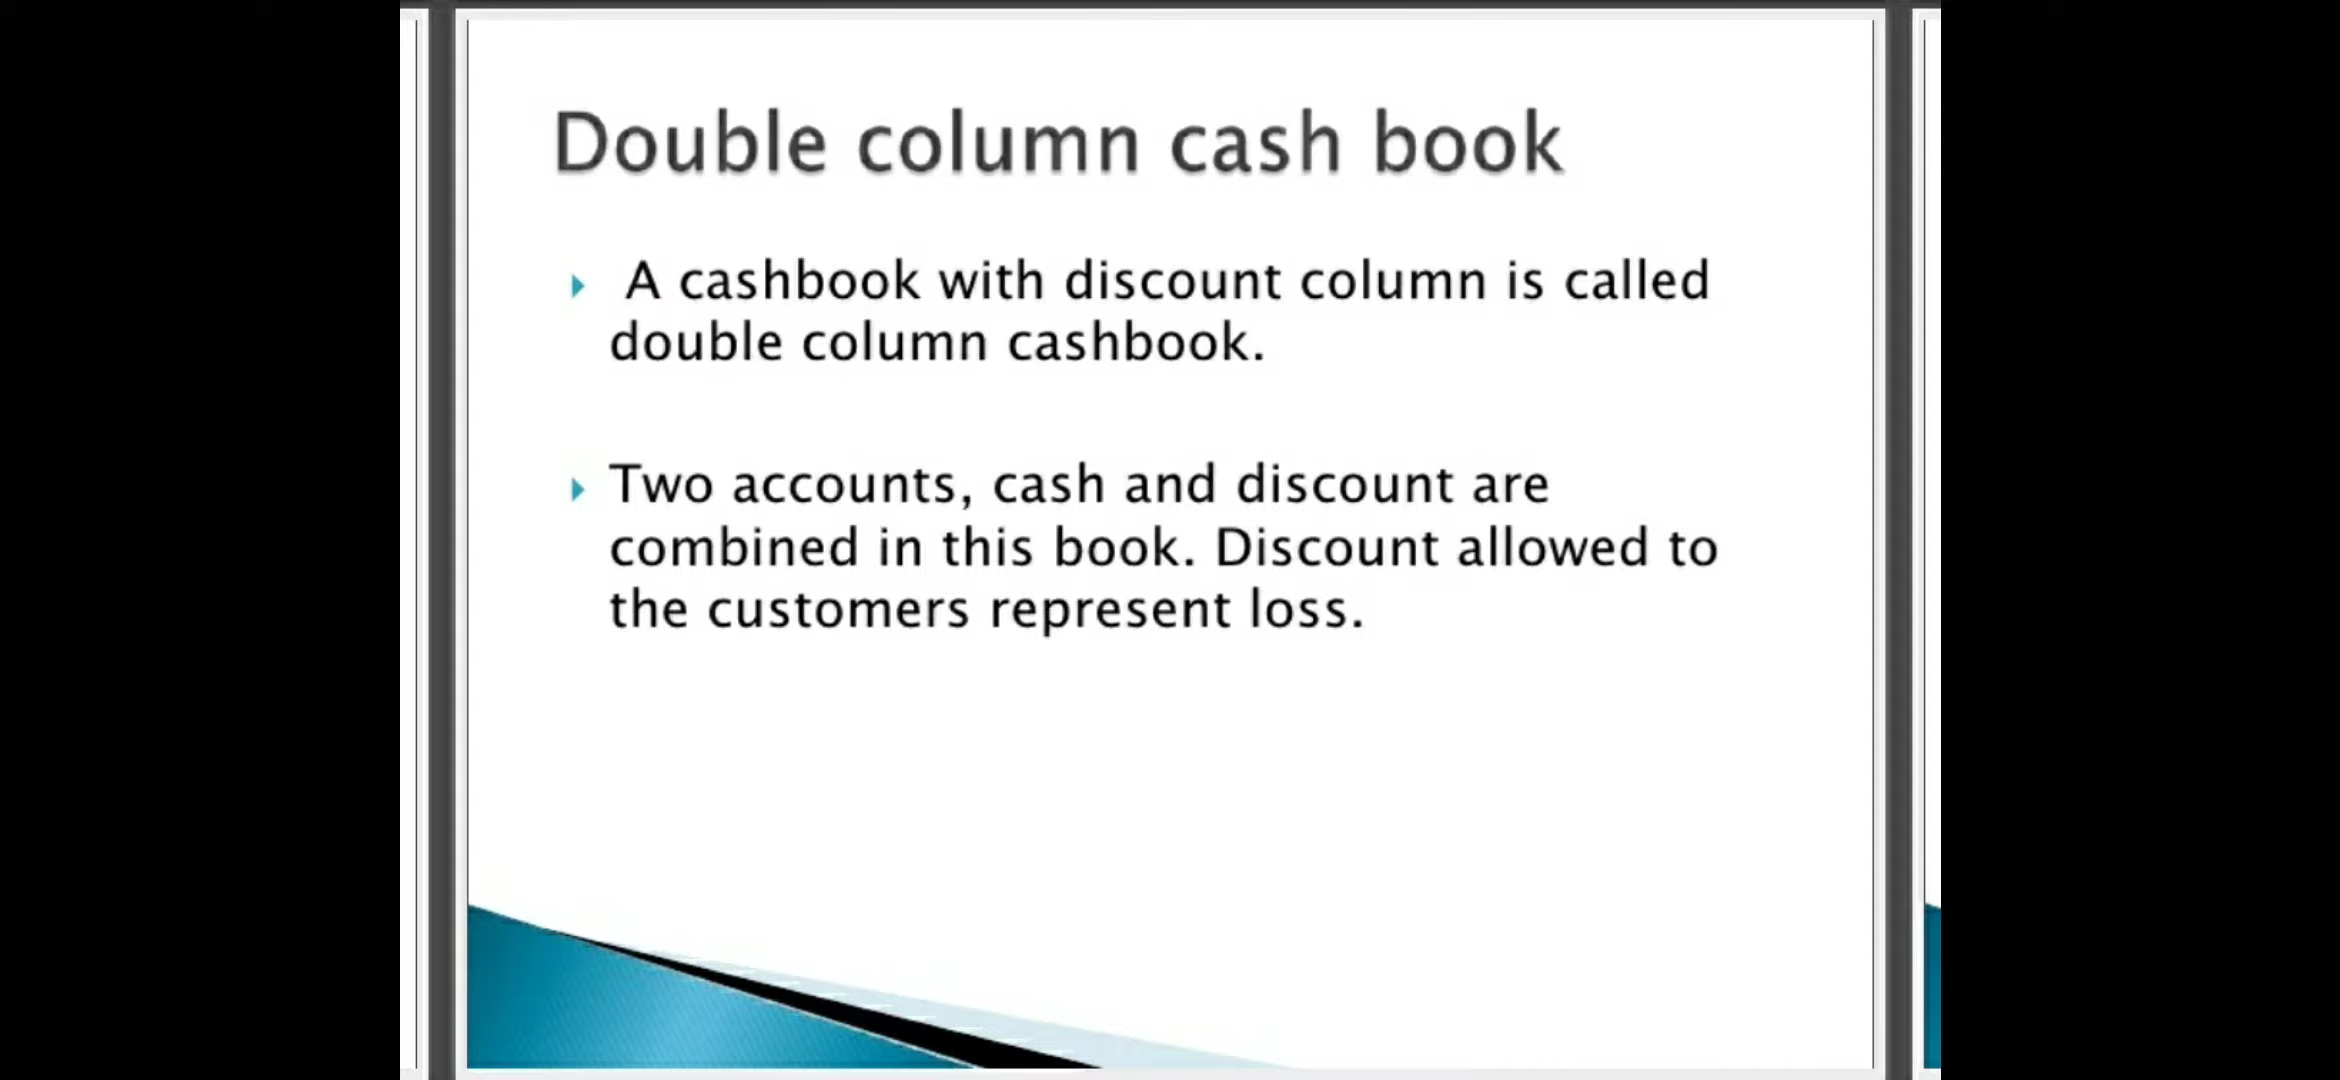 Double column cash book
A cashbook with discount column is called
double column cashbook.
Two accounts, cash and discount are
combined in this book. Discount allowed to
the customers represent loss.